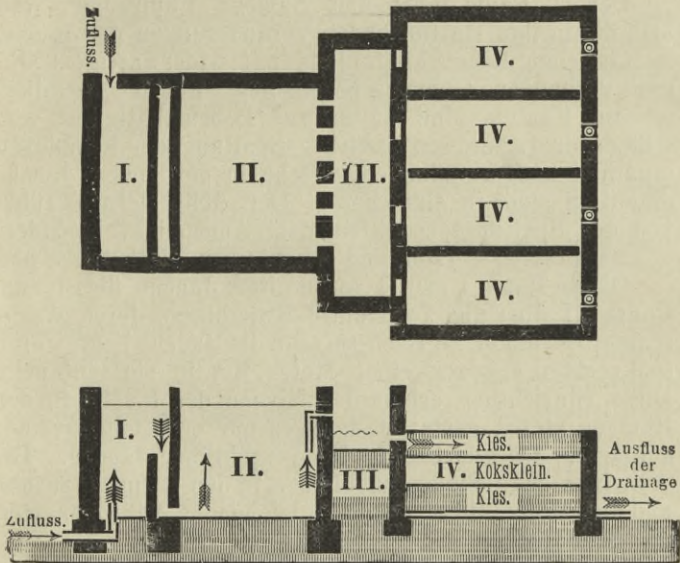 Zufluss.
IV.
IV.
I.
II.
III.
IV.
IV.
I.
II.
III.
Kies.
IV. Koksklein.
Kies.
Zufluss.
Ausfluss
der
Drainage